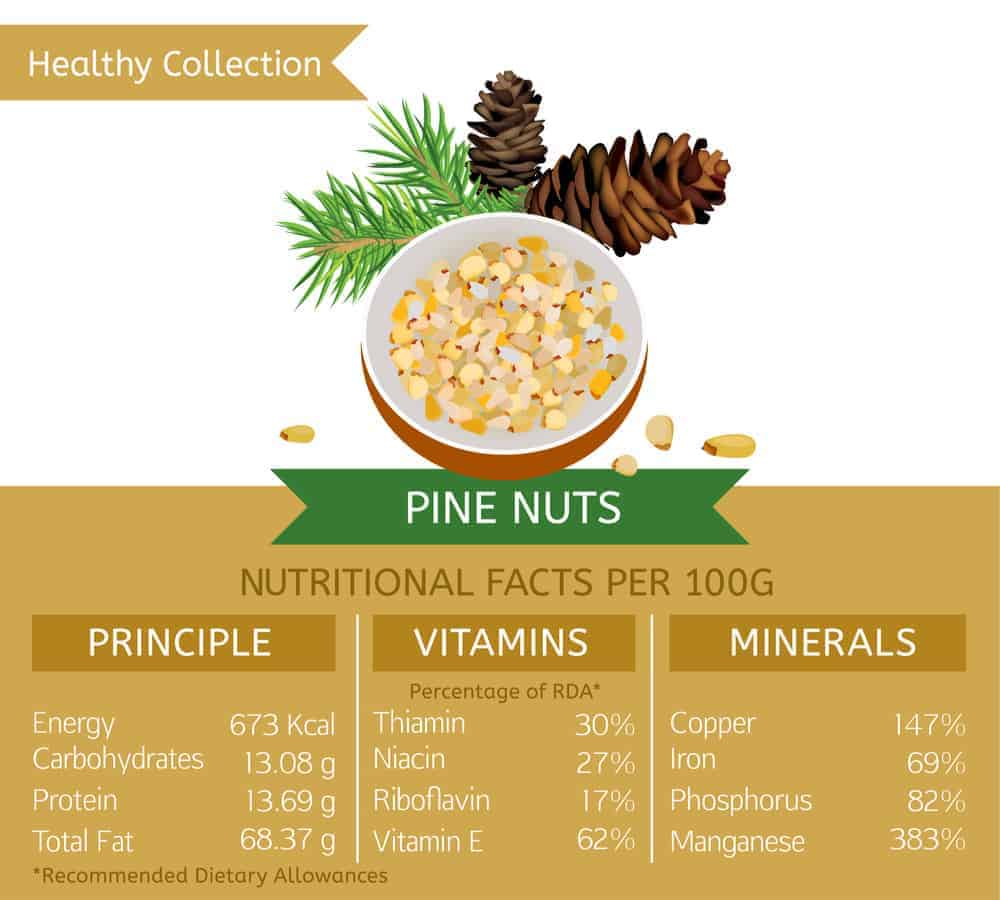 Healthy Collection
PINE NUTS
NUTRITIONAL FACTS PER 100G
PRINCIPLE
Energy 673 Kcal
Carbohydrates 13.08 g
Protein 13.69 g
Total Fat 68.37 g
VITAMINS
Percentage of RDA*
Thiamin 30%
Niacin 27%
Riboflavin 17%
Vitamin E 62%
MINERALS
Copper 147%
Iron 69%
Phosphorus 82%
Manganese 383%
*Recommended Dietary Allowances